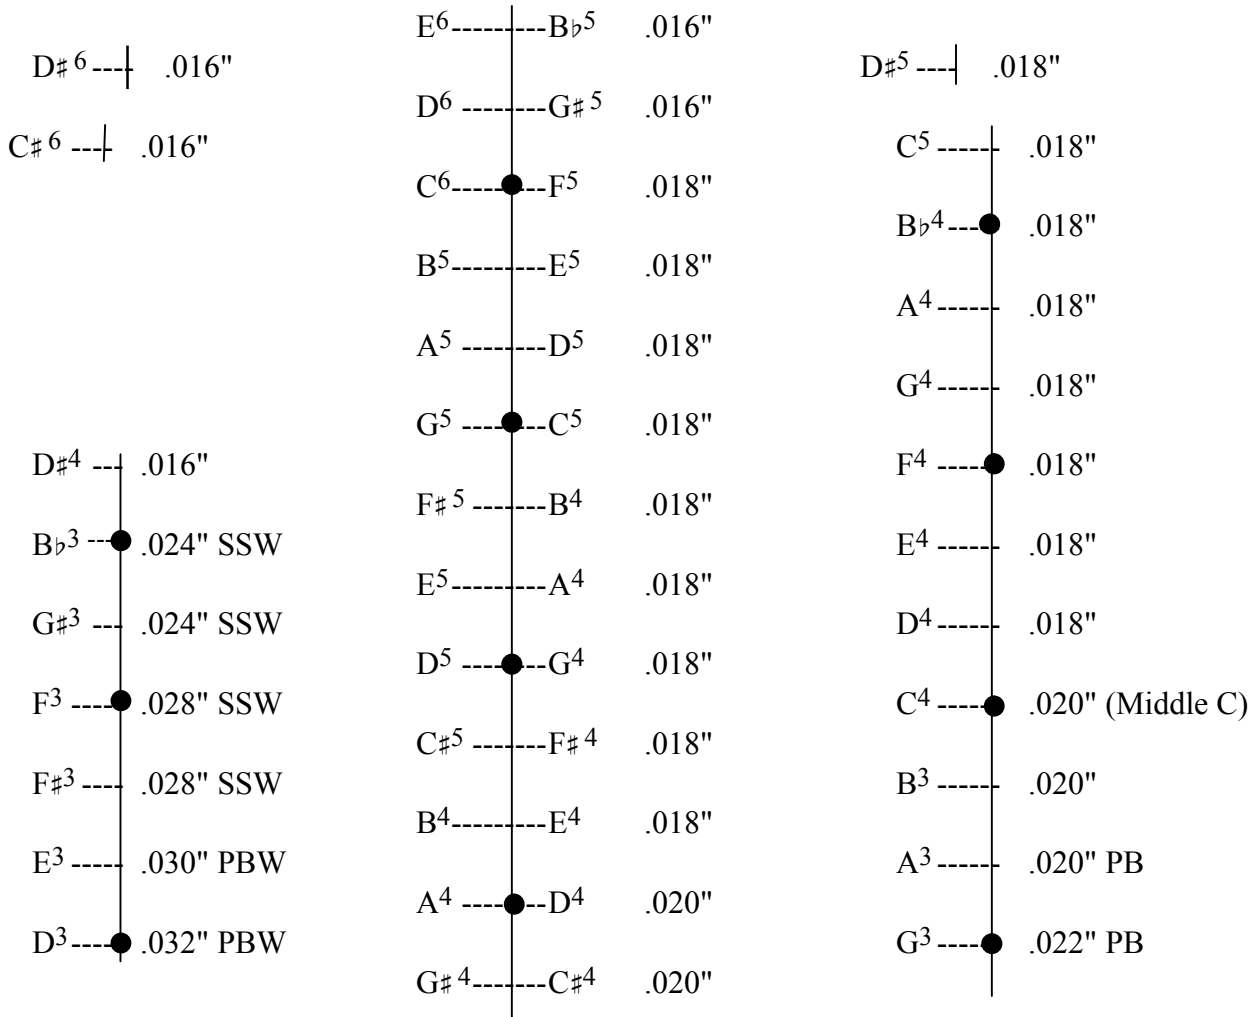 D♯6 ---- .016"
C♯6 ---- .016"
D♯4 --- .016"
B♭3 --- .024" SSW
G♯3 --- .024" SSW
F3 ---- .028" SSW
F♯3 ---- .028" SSW
E3 ----- .030" PBW
D3 ----- .032" PBW
E6---------B♭5 .016"
D6 --------G♯5 .016"
C6---------F5 .018"
B5---------E5 .018"
A5 --------D5 .018"
G5 --------C5 .018"
F♯5 -------B4 .018"
E5---------A4 .018"
D5 --------G4 .018"
C♯5 -------F♯4 .018"
B4---------E4 .018"
A4 --------D4 .020"
G♯4 -------C♯4 .020"
D♯5 ---- .018"
C5 ------ .018"
B♭4 ---- .018"
A4 ------ .018"
G4 ------ .018"
F4 ------ .018"
E4 ------ .018"
D4 ------ .018"
C4 ------ .020" (Middle C)
B3 ------ .020"
A3 ------ .020" PB
G3 ------ .022" PB